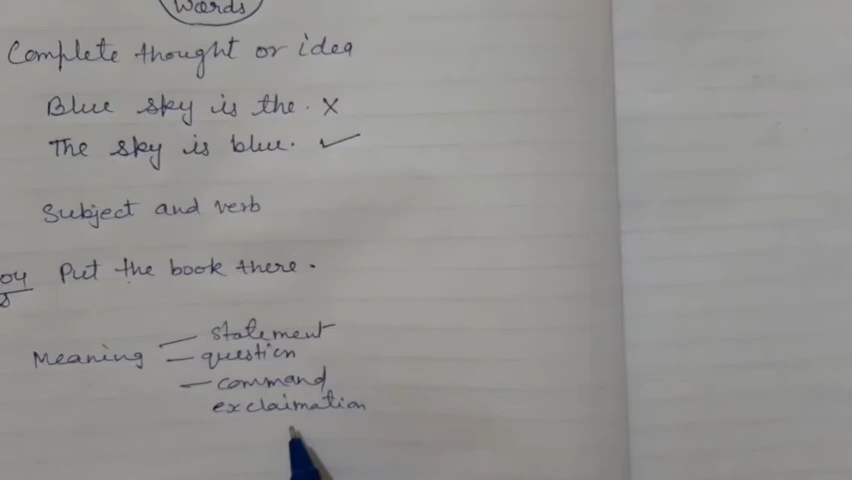 Words
Complete thought or idea
Blue sky is the. x
The sky is blue. ✓
Subject and verb
Put the book there.
Meaning – statement
– question
– command
exclaimation